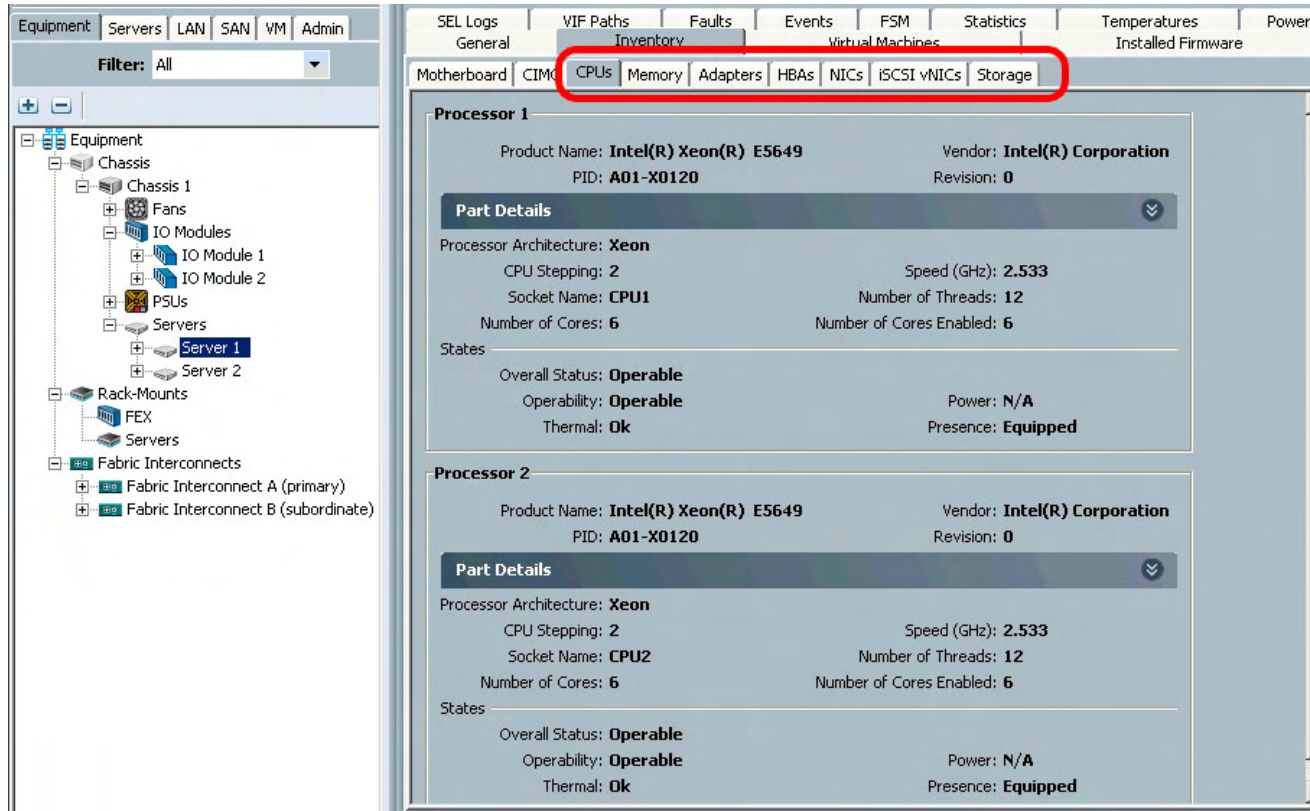 Equipment Servers LAN SAN VM Admin
Filter: All
Equipment
Chassis
Chassis 1
Fans
IO Modules
IO Module 1
IO Module 2
PSUs
Servers
Server 1
Server 2
Rack-Mounts
FEX
Servers
Fabric Interconnects
Fabric Interconnect A (primary)
Fabric Interconnect B (subordinate)
SEL Logs VIF Paths Faults Events FSM Statistics Temperatures Power
General Inventory Virtual Machines Installed Firmware
Motherboard CIMC CPUs Memory Adapters HBAs NICs iSCSI vNICs Storage
Processor 1
Product Name: Intel(R) Xeon(R) E5649 Vendor: Intel(R) Corporation
PID: A01-X0120 Revision: 0
Part Details
Processor Architecture: Xeon
CPU Stepping: 2 Speed (GHz): 2.533
Socket Name: CPU1 Number of Threads: 12
Number of Cores: 6 Number of Cores Enabled: 6
States
Overall Status: Operable
Operability: Operable Power: N/A
Thermal: Ok Presence: Equipped
Processor 2
Product Name: Intel(R) Xeon(R) E5649 Vendor: Intel(R) Corporation
PID: A01-X0120 Revision: 0
Part Details
Processor Architecture: Xeon
CPU Stepping: 2 Speed (GHz): 2.533
Socket Name: CPU2 Number of Threads: 12
Number of Cores: 6 Number of Cores Enabled: 6
States
Overall Status: Operable
Operability: Operable Power: N/A
Thermal: Ok Presence: Equipped